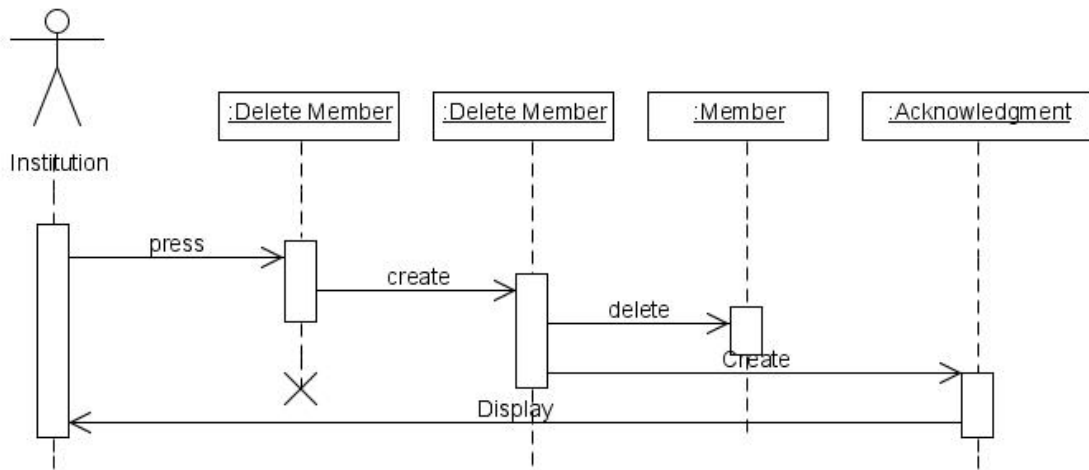 :Delete Member
:Delete Member
:Member
:Acknowledgment
Institution
press
create
delete
Create
Display